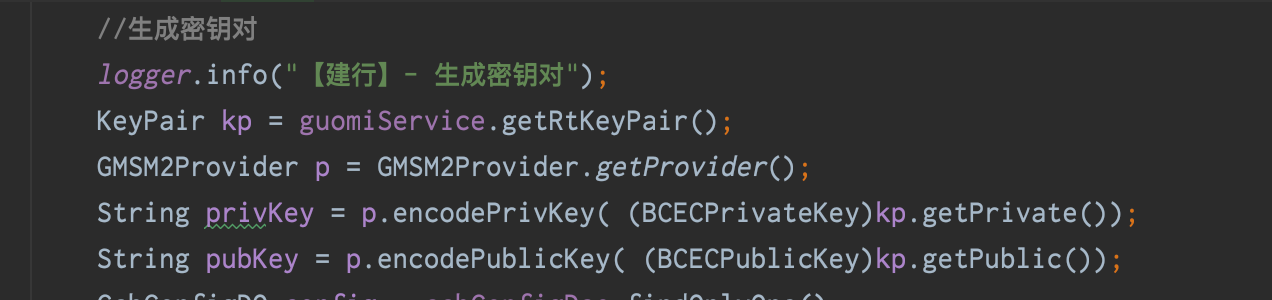 //生成密钥对
logger.info("【建行】- 生成密钥对");
KeyPair kp = guomiService.getRtKeyPair();
GMSM2Provider p = GMSM2Provider.getProvider();
String privKey = p.encodePrivKey( (BCECPrivateKey)kp.getPrivate());
String pubKey = p.encodePublicKey( (BCECPublicKey)kp.getPublic());